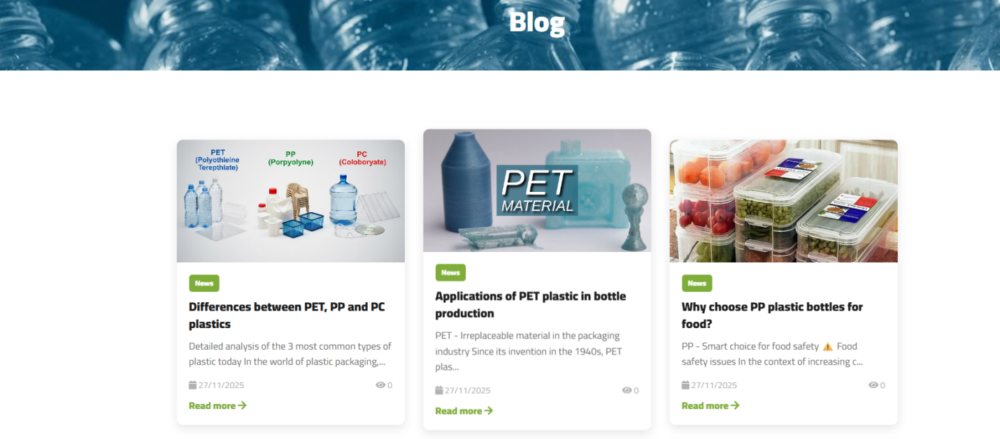 Blog
PET
(Polyothieine
Terepthlate)
PP
(Porpyolyne)
PC
(Coloboryate)
News
Differences between PET, PP and PC
plastics
Detailed analysis of the 3 most common types of
plastic today In the world of plastic packaging,...
27/11/2025
0
Read more →
PET
MATERIAL
News
Applications of PET plastic in bottle
production
PET - Irreplaceable material in the packaging
industry Since its invention in the 1940s, PET
plas...
27/11/2025
0
Read more →
News
Why choose PP plastic bottles for
food?
PP - Smart choice for food safety ⚠️ Food
safety issues In the context of increasing c...
27/11/2025
0
Read more →